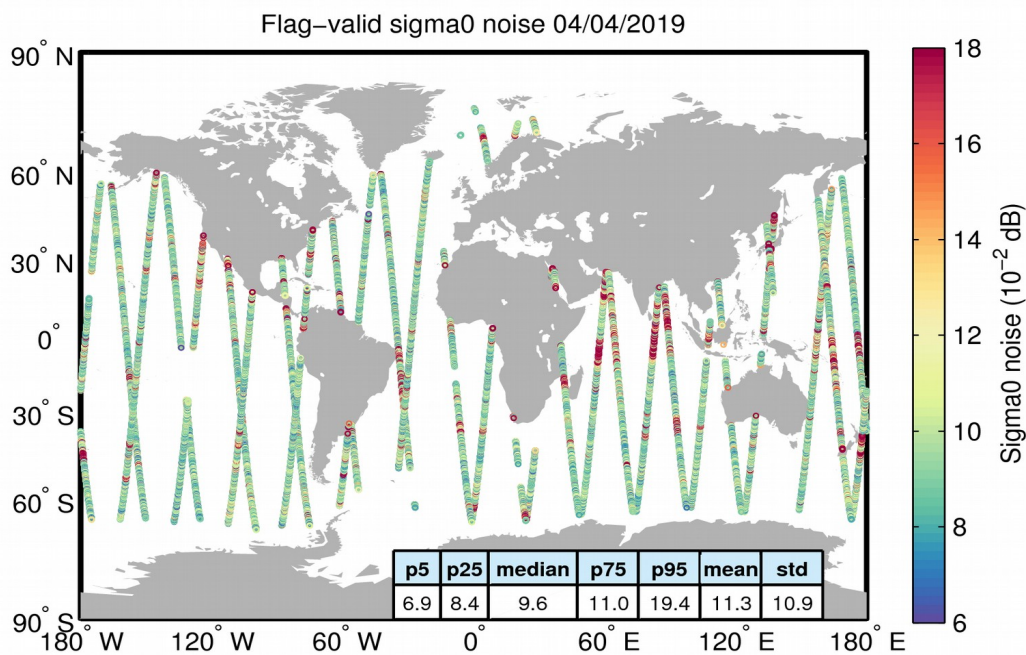 Flag−valid sigma0 noise 04/04/2019
90° N
60° N
30° N
0°
30° S
60° S
90° S
180° W
120° W
60° W
0°
60° E
120° E
180° E
p5 p25 median p75 p95 mean std
6.9 8.4 9.6 11.0 19.4 11.3 10.9
18
16
14
12
10
8
6
Sigma0 noise (10-2 dB)